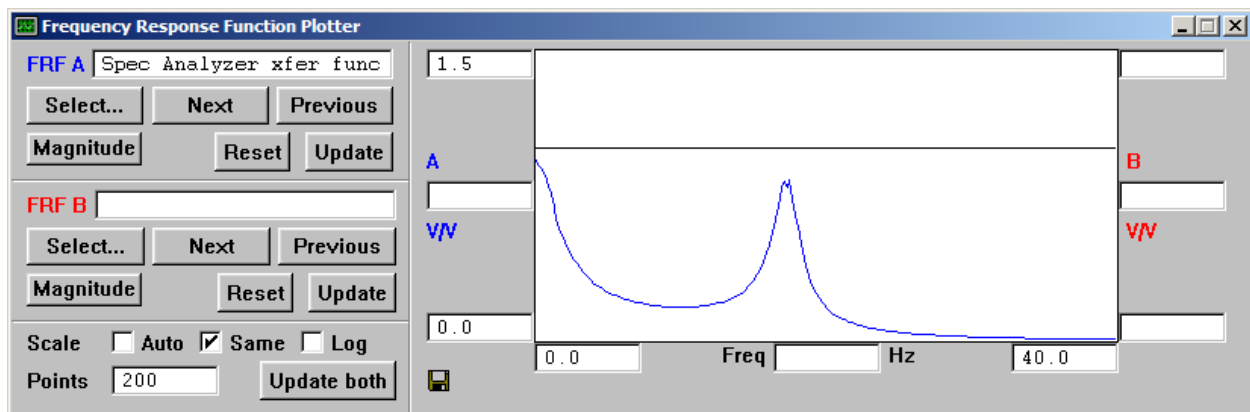 Frequency Response Function Plotter
FRF A Spec Analyzer xfer func
Select... Next Previous
Magnitude Reset Update
FRF B
Select... Next Previous
Magnitude Reset Update
Scale Auto Same Log
Points 200 Update both
1.5
A
V/V
0.0
0.0 Freq Hz 40.0
B
V/V